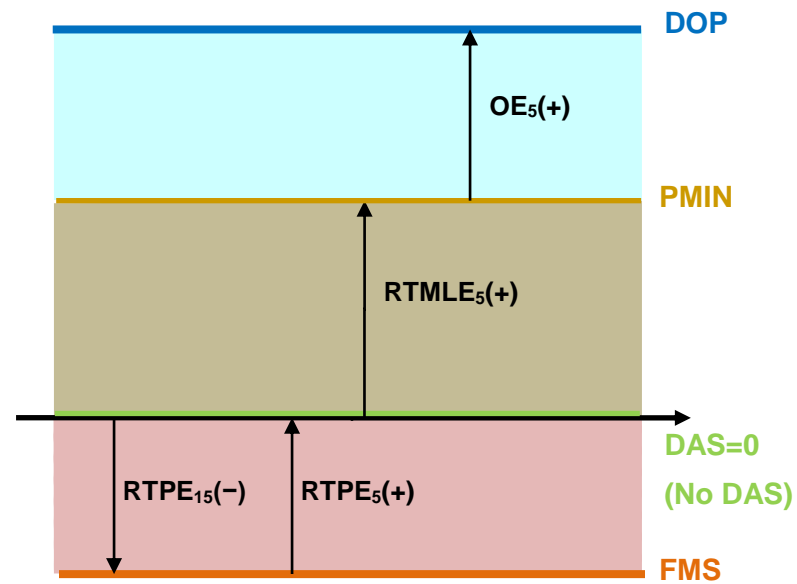 DOP
OE₅(+)
PMIN
RTMLE₅(+)
DAS=0
(No DAS)
RTPE₁₅(−)
RTPE₅(+)
FMS